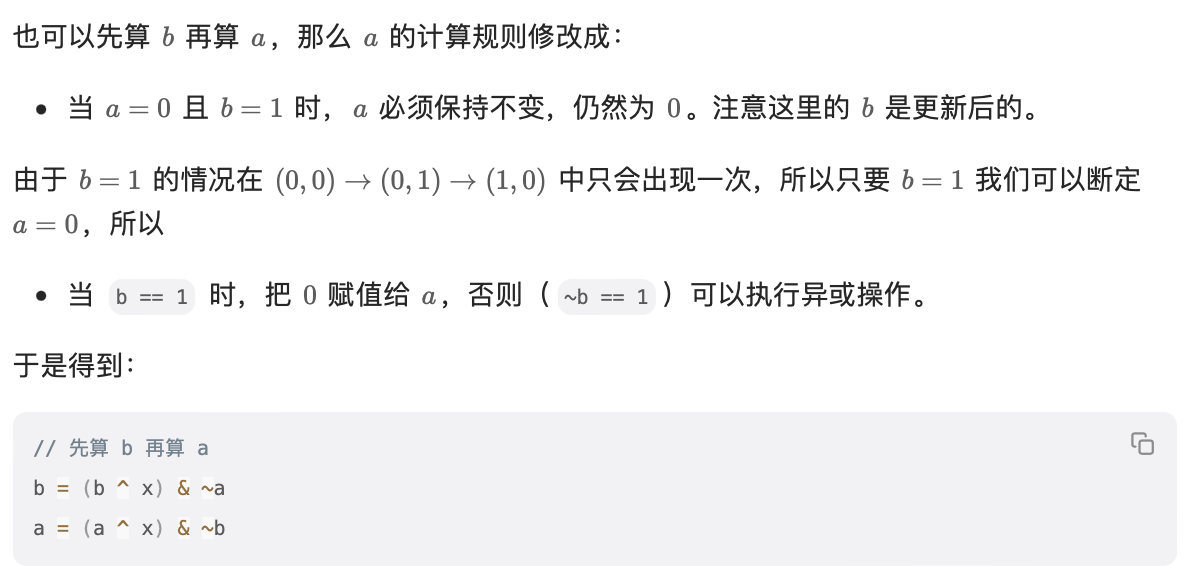 也可以先算 b 再算 a，那么 a 的计算规则修改成：
• 当 a = 0 且 b = 1 时，a 必须保持不变，仍然为 0。注意这里的 b 是更新后的。
由于 b = 1 的情况在 (0,0) → (0,1) → (1,0) 中只会出现一次，所以只要 b = 1 我们可以断定
a = 0，所以
• 当 b == 1 时，把 0 赋值给 a，否则（ ~b == 1 ）可以执行异或操作。
于是得到：
// 先算 b 再算 a
b = (b ^ x) & ~a
a = (a ^ x) & ~b